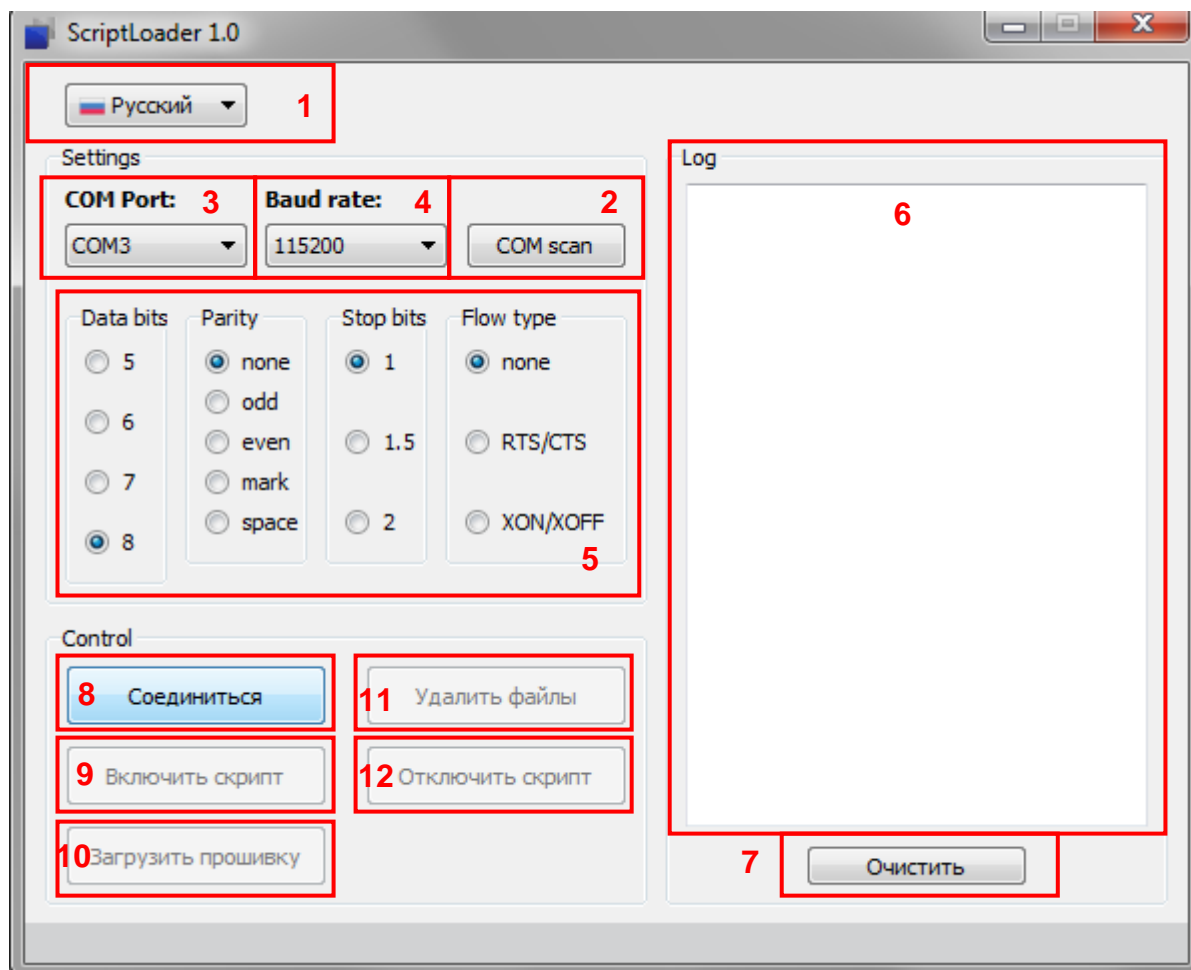 ScriptLoader 1.0
Русский 1
Settings
COM Port: 3 Baud rate: 4 2
COM3 115200 COM scan
Data bits Parity Stop bits Flow type
5 none 1 none
odd
6 even 1.5 RTS/CTS
7 mark
space 2 XON/XOFF
8 5
Control
8 Соединиться 11 Удалить файлы
9 Включить скрипт 12 Отключить скрипт
10 Загрузить прошивку
Log
6
7 Очистить